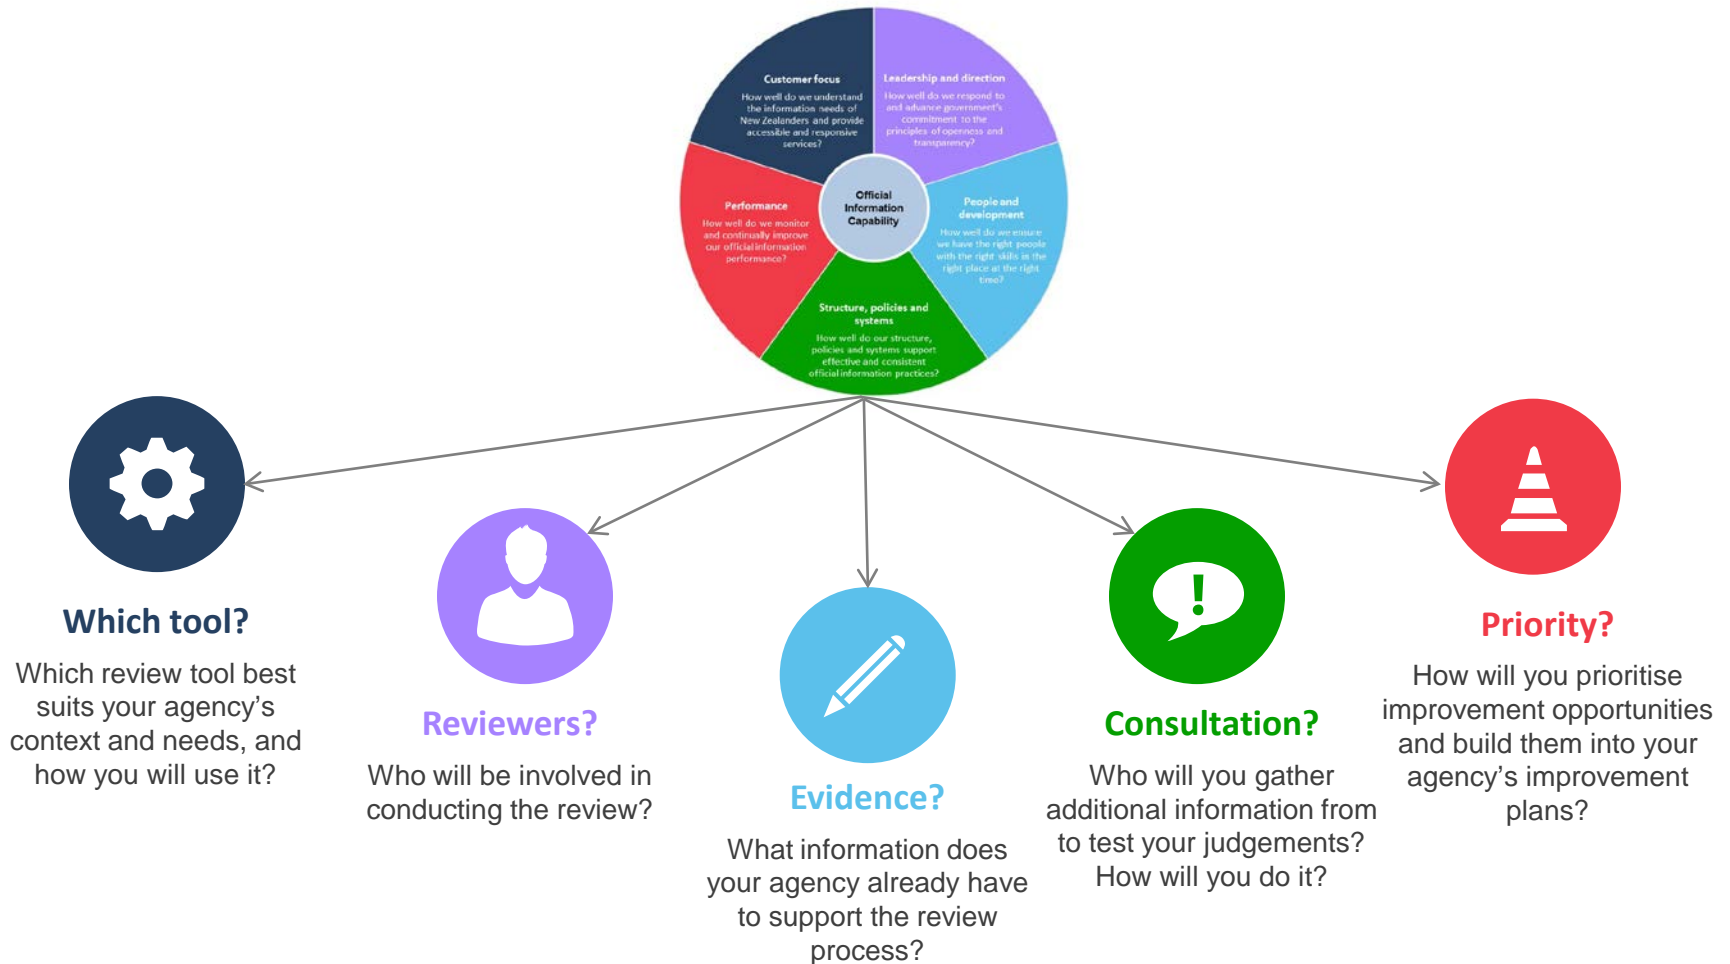 Customer focus
How well do we understand
the information needs of
New Zealanders and provide
accessible and responsive
services?
Leadership and direction
How well do we respond to
and advance government's
commitment to the
principles of openness and
transparency?
Performance
How well do we monitor
and continually improve
our official information
performance?
Official
Information
Capability
People and
development
How well do we ensure
we have the right people
with the right skills in the
right place at the right
time?
Structure, policies and
systems
How well do our structure,
policies and systems support
effective and consistent
official information practices?
Which tool?
Which review tool best
suits your agency’s
context and needs, and
how you will use it?
Reviewers?
Who will be involved in
conducting the review?
Evidence?
What information does
your agency already have
to support the review
process?
!
Consultation?
Who will you gather
additional information from
to test your judgements?
How will you do it?
Priority?
How will you prioritise
improvement opportunities
and build them into your
agency’s improvement
plans?